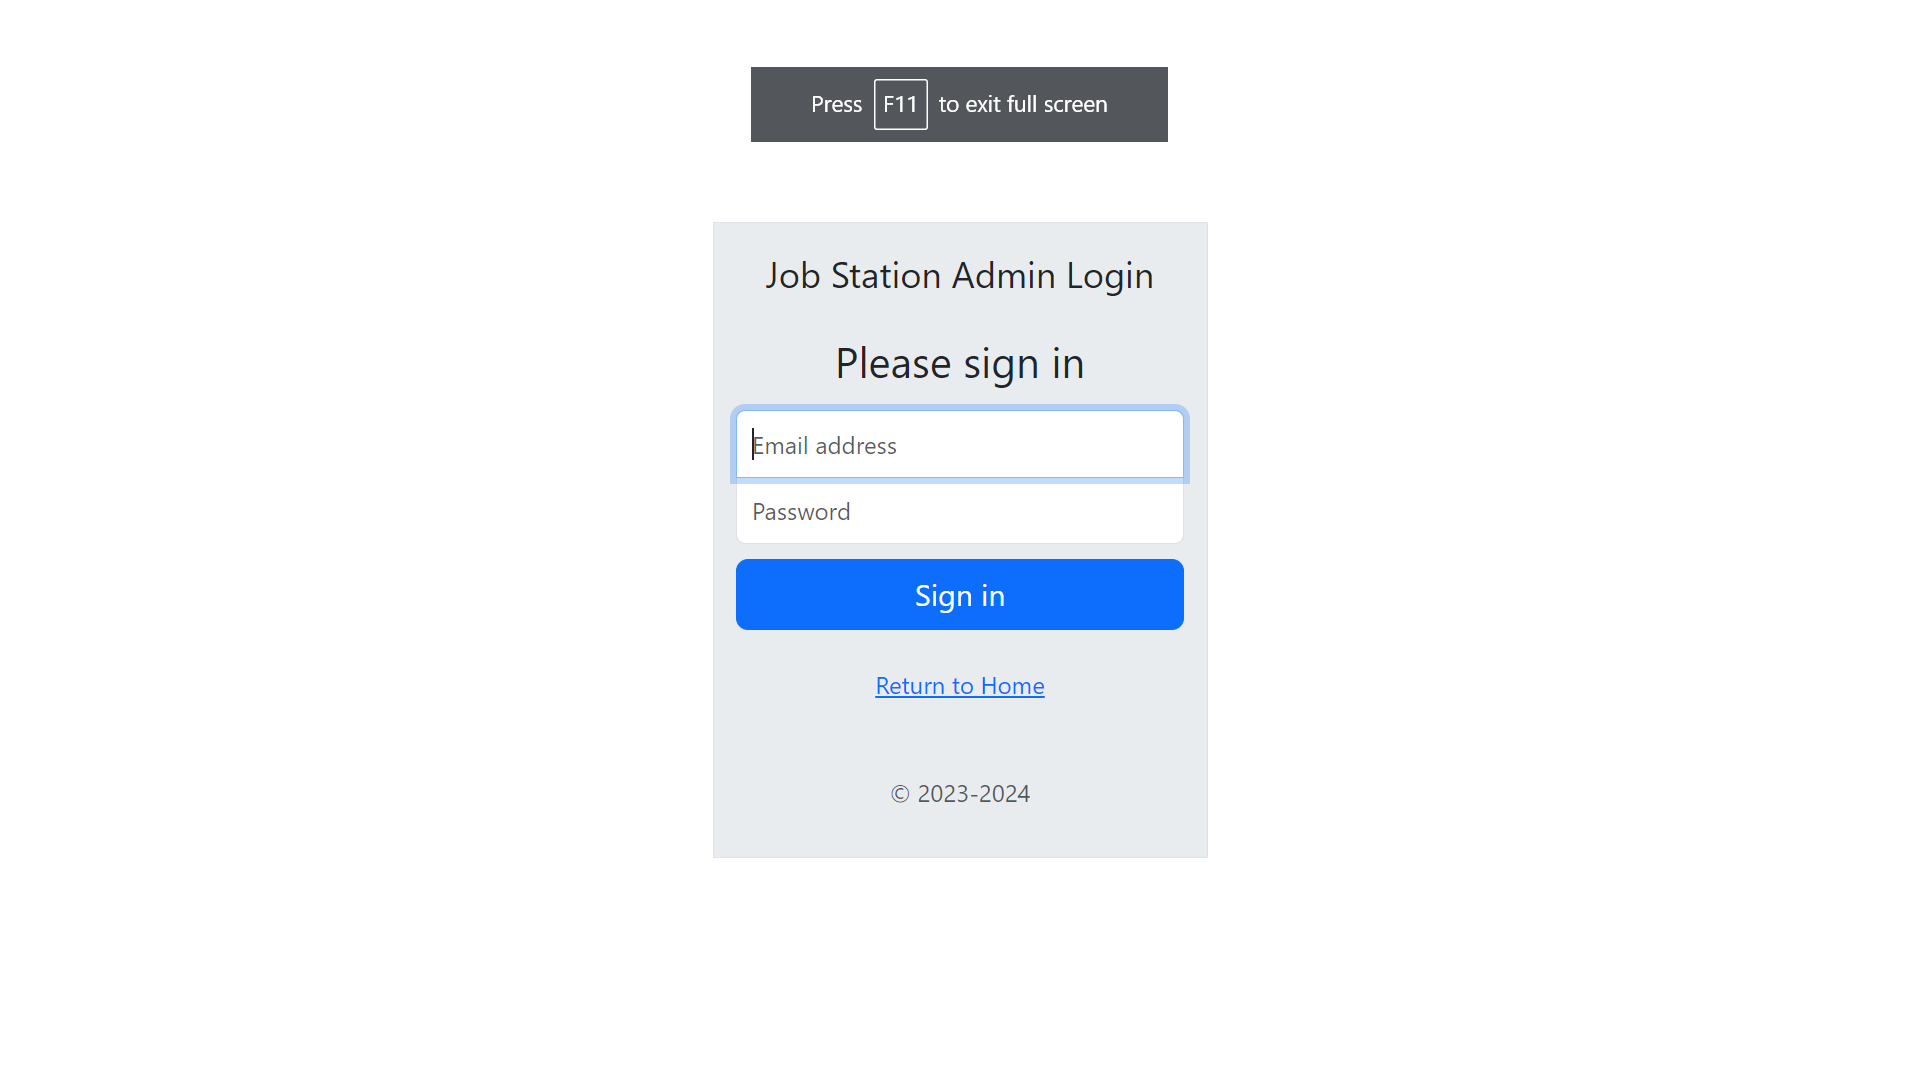 Press F11 to exit full screen
Job Station Admin Login
Please sign in
Email address
Password
Sign in
Return to Home
© 2023-2024